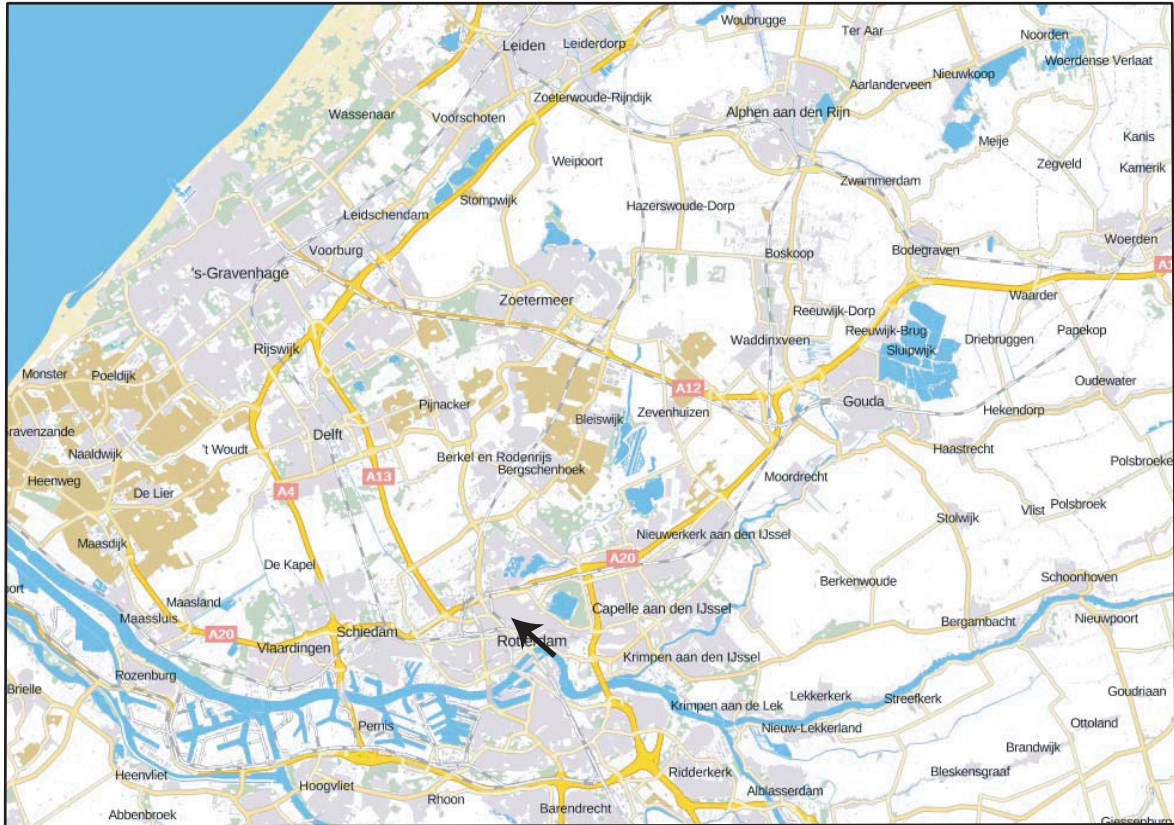 Woubrugge
Noorden
Ter Aar
Leiden
Leiderdorp
Woerdense Verlaat
Nieuwkoop
Aarlanderveen
Zoeterwoude-Rijndijk
Wassenaar
Voorschoten
Alphen aan den Rijn
Kanis
Meije
Weipoort
Zegveld
Kamerik
Zwammerdam
Stompwijk
Hazerswoude-Dorp
Leidschendam
Woerden
Voorburg
Boskoop
Bodegraven
's-Gravenhage
Zoetermeer
Waarder
Reeuwijk-Dorp
Reeuwijk-Brug
Papekop
Waddinxveen
Driebruggen
Rijswijk
Sluipwijk
Monster
Poeldijk
Oudewater
A12
Pijnacker
Gouda
Bleiswijk
Zevenhuizen
Hekendorp
Delft
Naaldwijk
't Woudt
Haastrecht
Berkel en Rodenrijs
Bergschenhoek
Polsbroek
Heenweg
A13
Moordrecht
De Lier
A4
Polsbroek
Vlist
Stolwijk
Nieuwerkerk aan den IJssel
Maasdijk
A20
De Kapel
Berkenwoude
Schoonhoven
Maasland
Capelle aan den IJssel
Maassluis
Nieuwpoort
Bergambacht
A20
Schiedam
Rotterdam
Vlaardingen
Krimpen aan den IJssel
Rozenburg
Brielle
Lekkerkerk
Streefkerk
Goudriaan
Krimpen aan de Lek
Pernis
Nieuw-Lekkerland
Ottoland
Brandwijk
Ridderkerk
Bleskensgraaf
Heenvliet
Hoogvliet
Rhoon
Alblasserdam
Abbenbroek
Barendrecht